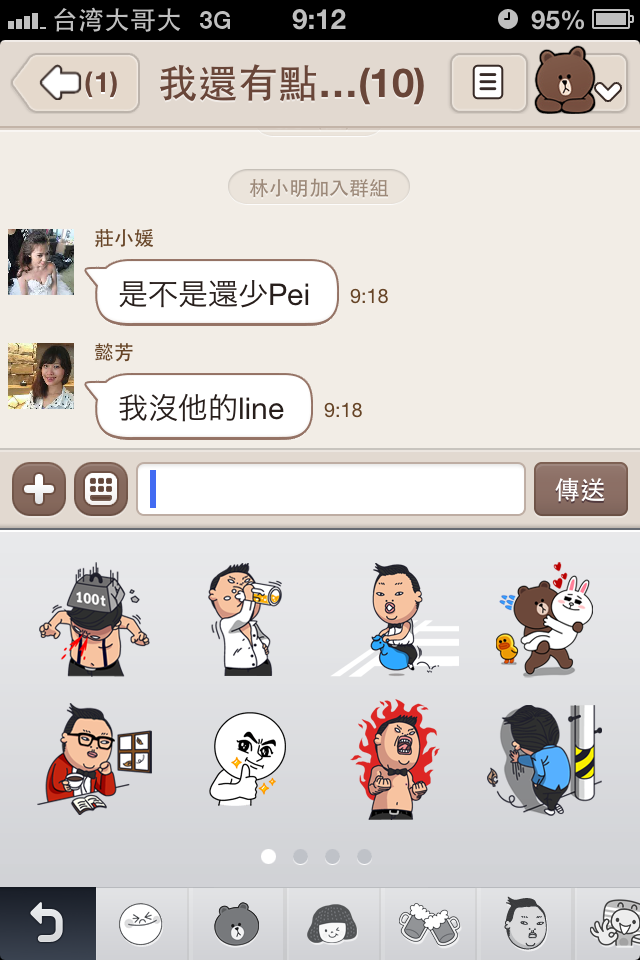 台湾大哥大 3G 9:12 95%
(1) 我還有點...(10)
林小明加入群組
莊小媛
是不是還少Pei 9:18
懿芳
我沒他的line 9:18
傳送
100t